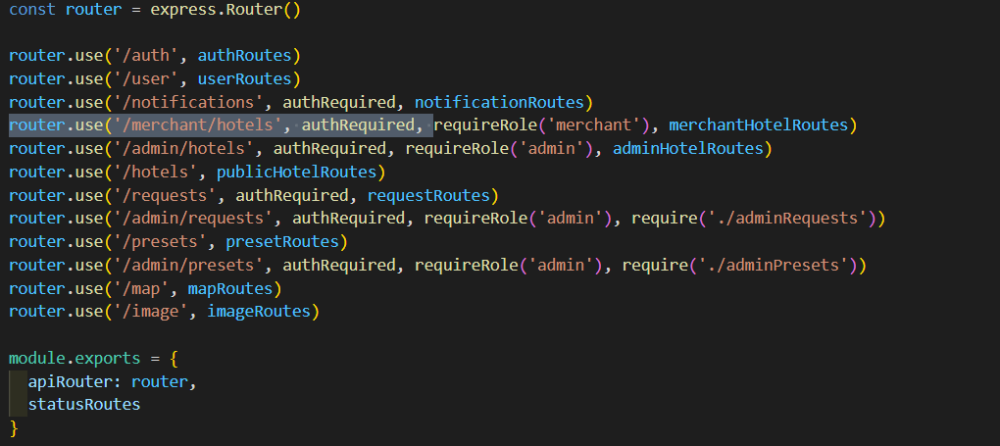 const router = express.Router()
router.use('/auth', authRoutes)
router.use('/user', userRoutes)
router.use('/notifications', authRequired, notificationRoutes)
router.use('/merchant/hotels', authRequired, requireRole('merchant'), merchantHotelRoutes)
router.use('/admin/hotels', authRequired, requireRole('admin'), adminHotelRoutes)
router.use('/hotels', publicHotelRoutes)
router.use('/requests', authRequired, requestRoutes)
router.use('/admin/requests', authRequired, requireRole('admin'), require('./adminRequests'))
router.use('/presets', presetRoutes)
router.use('/admin/presets', authRequired, requireRole('admin'), require('./adminPresets'))
router.use('/map', mapRoutes)
router.use('/image', imageRoutes)
module.exports = {
  apiRouter: router,
  statusRoutes
}